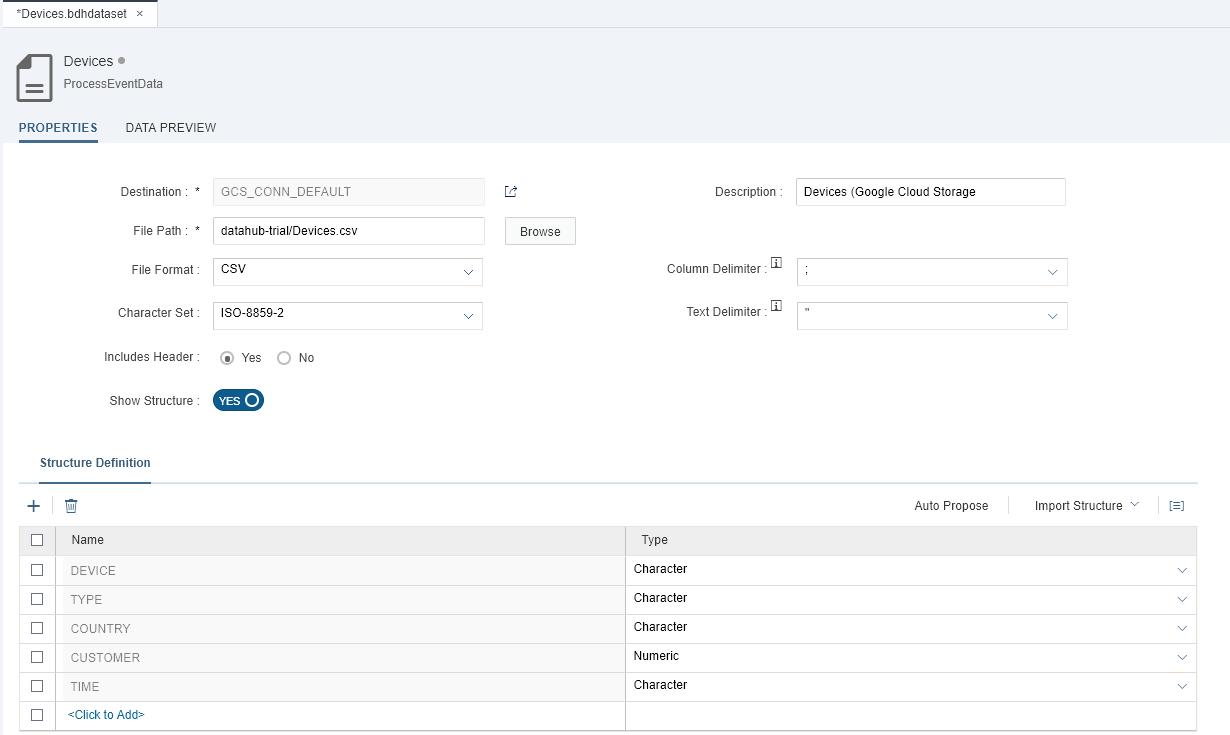 *Devices.bdhdataset ×
Devices
ProcessEventData
PROPERTIES DATA PREVIEW
Destination : * GCS_CONN_DEFAULT Description : Devices (Google Cloud Storage
File Path : * datahub-trial/Devices.csv Browse
File Format : CSV Column Delimiter : i ;
Character Set : ISO-8859-2 Text Delimiter : i "
Includes Header : Yes No
Show Structure : YES
Structure Definition
+ Auto Propose Import Structure
Name Type
DEVICE Character
TYPE Character
COUNTRY Character
CUSTOMER Numeric
TIME Character
<Click to Add>